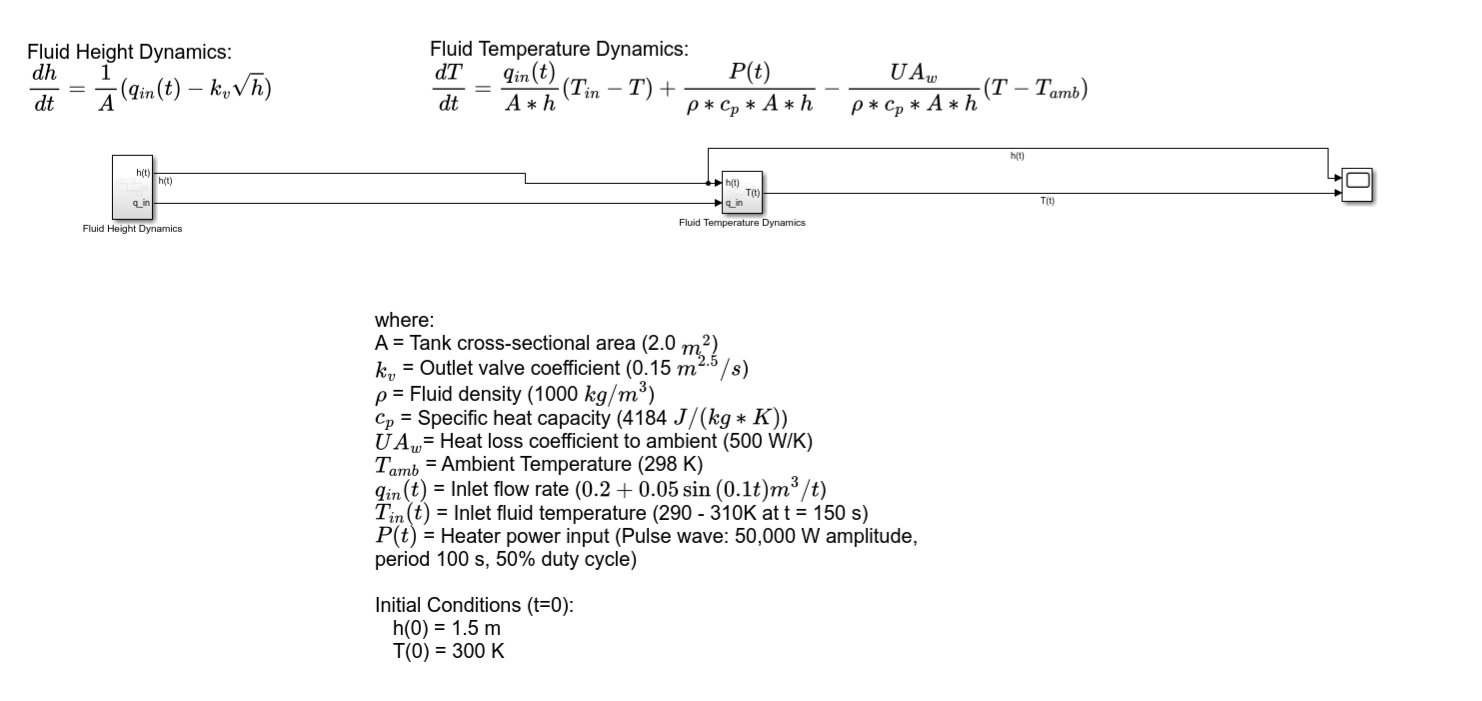 Fluid Height Dynamics:
dh/dt = 1/A (q_in(t) − k_v√h)
Fluid Temperature Dynamics:
dT/dt = q_in(t)/(A ∗ h) (T_in − T) + P(t)/(ρ ∗ c_p ∗ A ∗ h) − UA_w/(ρ ∗ c_p ∗ A ∗ h) (T − T_amb)
h(t)
h(t)
q_in
Fluid Height Dynamics
h(t)
T(t)
q_in
Fluid Temperature Dynamics
h(t)
T(t)
where:
A = Tank cross-sectional area (2.0 m²)
k_v = Outlet valve coefficient (0.15 m^2.5/s)
ρ = Fluid density (1000 kg/m³)
c_p = Specific heat capacity (4184 J/(kg ∗ K))
UA_w = Heat loss coefficient to ambient (500 W/K)
T_amb = Ambient Temperature (298 K)
q_in(t) = Inlet flow rate (0.2 + 0.05 sin (0.1t)m³/t)
T_in(t) = Inlet fluid temperature (290 - 310K at t = 150 s)
P(t) = Heater power input (Pulse wave: 50,000 W amplitude,
period 100 s, 50% duty cycle)
Initial Conditions (t=0):
h(0) = 1.5 m
T(0) = 300 K